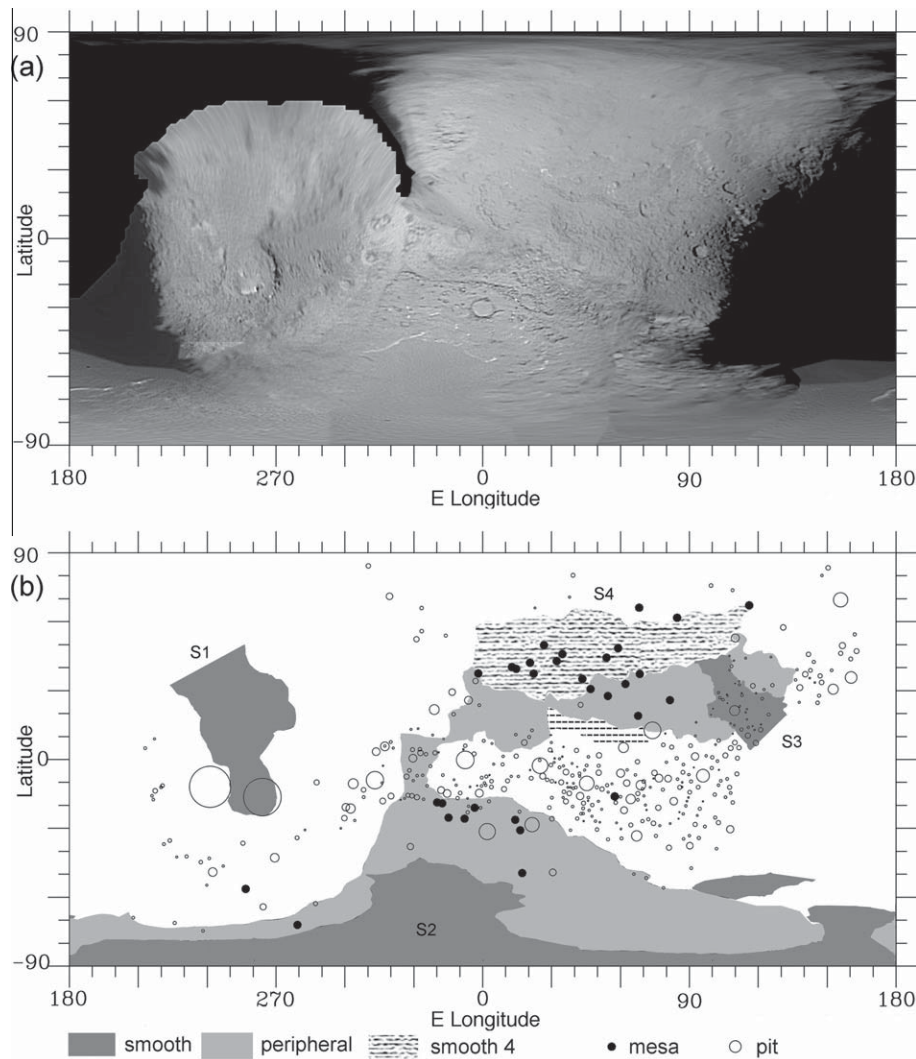 90
(a)
Latitude
0
-90
180
270
0
90
180
E Longitude
90
(b)
S4
S1
S3
Latitude
0
S2
-90
180
270
0
90
180
E Longitude
smooth
peripheral
smooth 4
mesa
pit